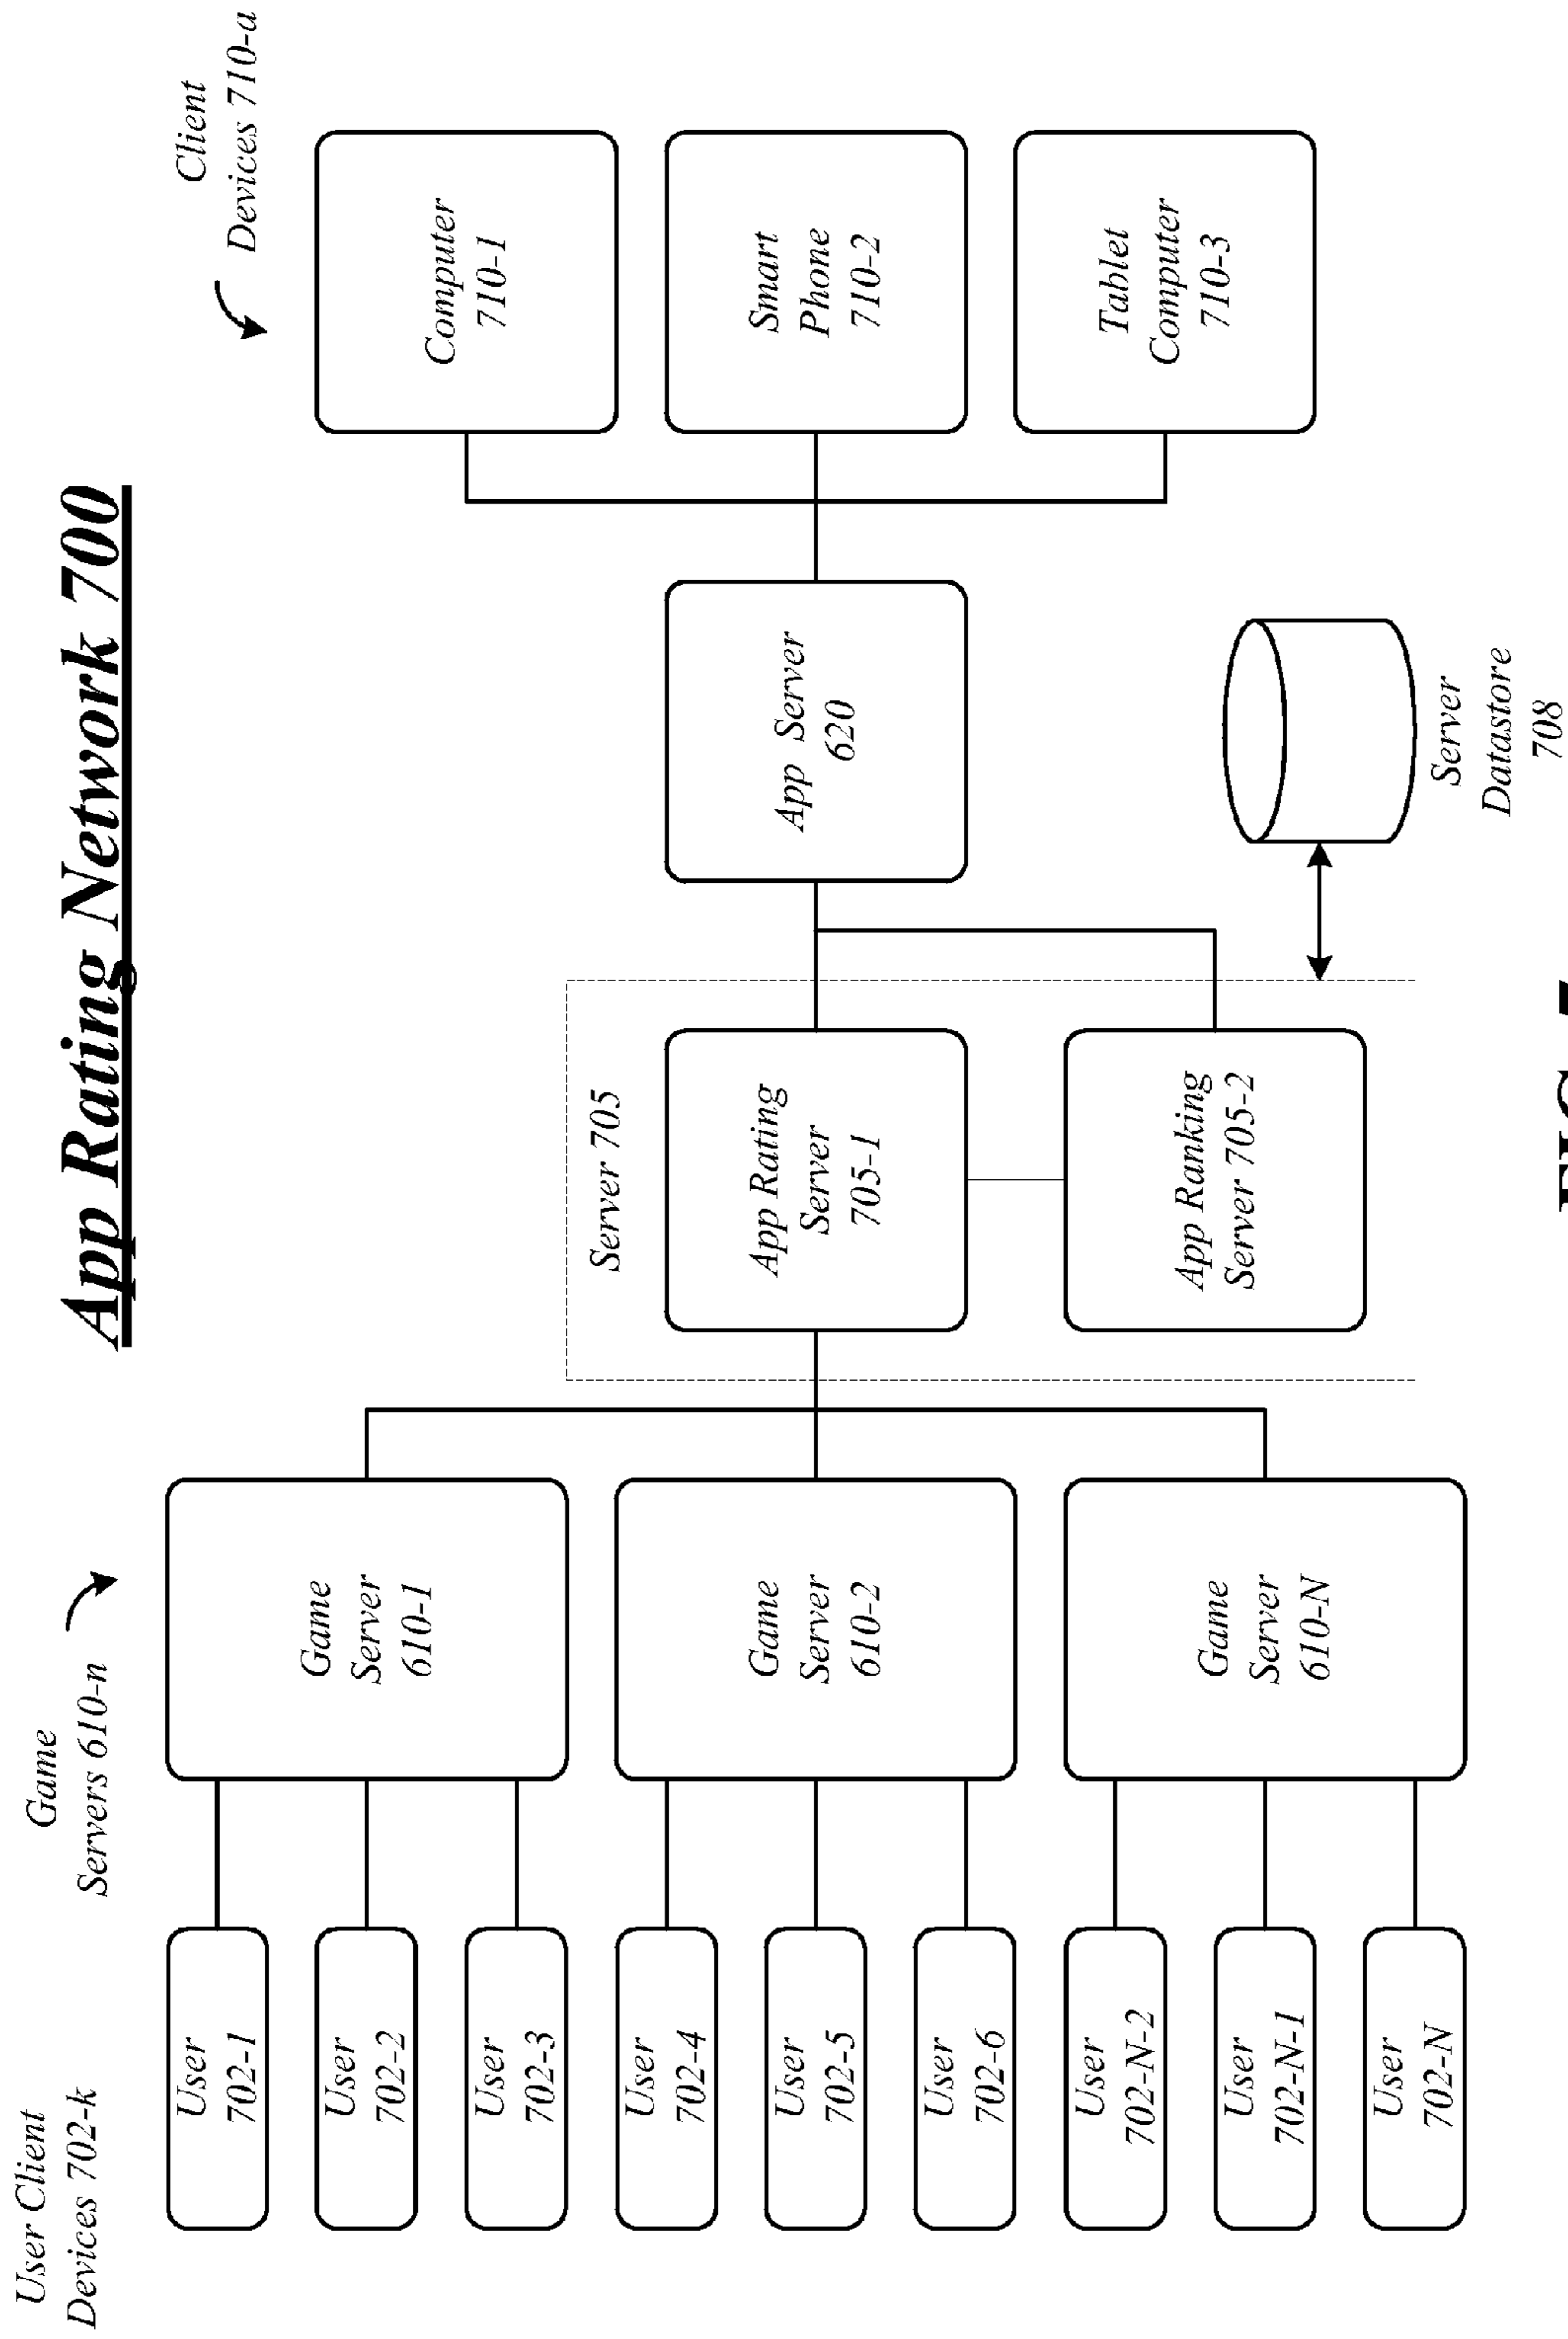 App Rating Network 700
User Client
Devices 702-k
Game
Servers 610-n
Client
Devices 710-a
User
702-1
User
702-2
User
702-3
User
702-4
User
702-5
User
702-6
User
702-N-2
User
702-N-1
User
702-N
Game
Server
610-1
Game
Server
610-2
Game
Server
610-N
Server 705
App Rating
Server
705-1
App Ranking
Server 705-2
App Server
620
Server
Datastore
708
Computer
710-1
Smart
Phone
710-2
Tablet
Computer
710-3